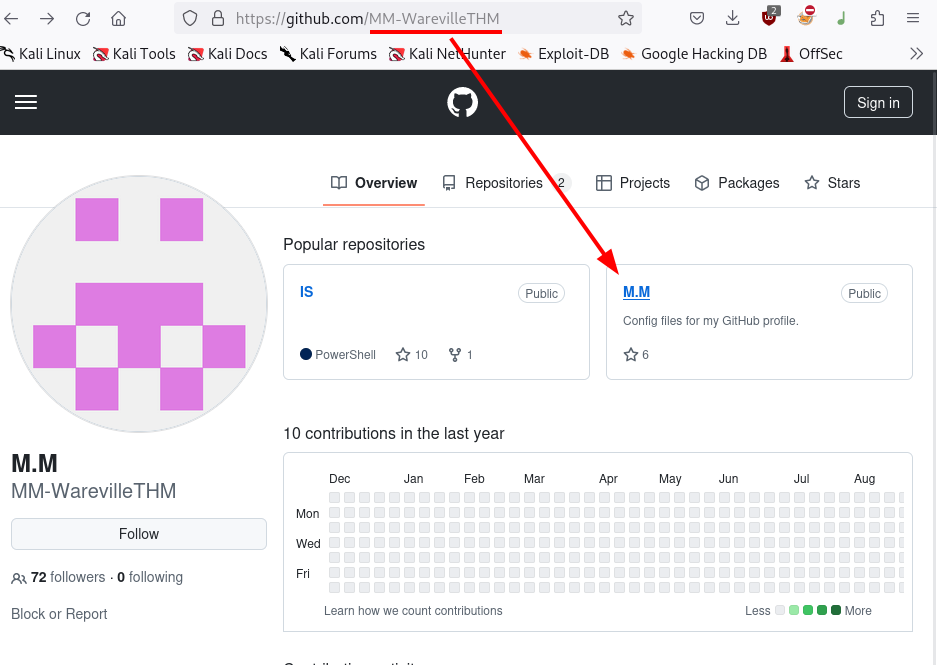 https://github.com/MM-WarevilleTHM
2
Kali Linux Kali Tools Kali Docs Kali Forums Kali NetHunter Exploit-DB Google Hacking DB OffSec
Sign in
Overview Repositories 2 Projects Packages Stars
Popular repositories
IS Public
PowerShell 10 1
M.M Public
Config files for my GitHub profile.
6
10 contributions in the last year
Dec Jan Feb Mar Apr May Jun Jul Aug
Mon
Wed
Fri
Learn how we count contributions Less More
M.M
MM-WarevilleTHM
Follow
72 followers · 0 following
Block or Report